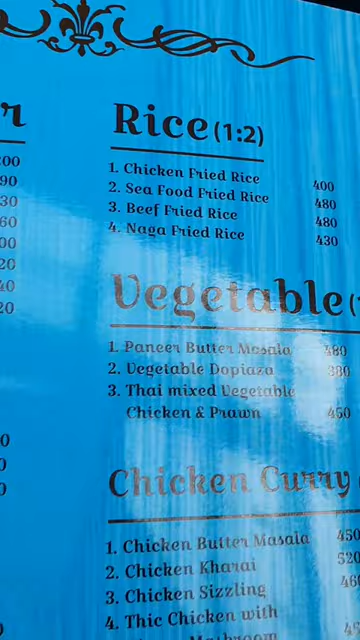 Rice (1:2)
1. Chicken Fried Rice 400
2. Sea Food Fried Rice 480
3. Beef Fried Rice 480
4. Naga Fried Rice 430
Vegetable
1. Paneer Butter Masala 480
2. Vegetable Dopiaza 380
3. Thai mixed Vegetable
Chicken & Prawn 450
Chicken Curry
1. Chicken Butter Masala 450
2. Chicken Kharai 520
3. Chicken Sizzling 460
4. Thic Chicken with